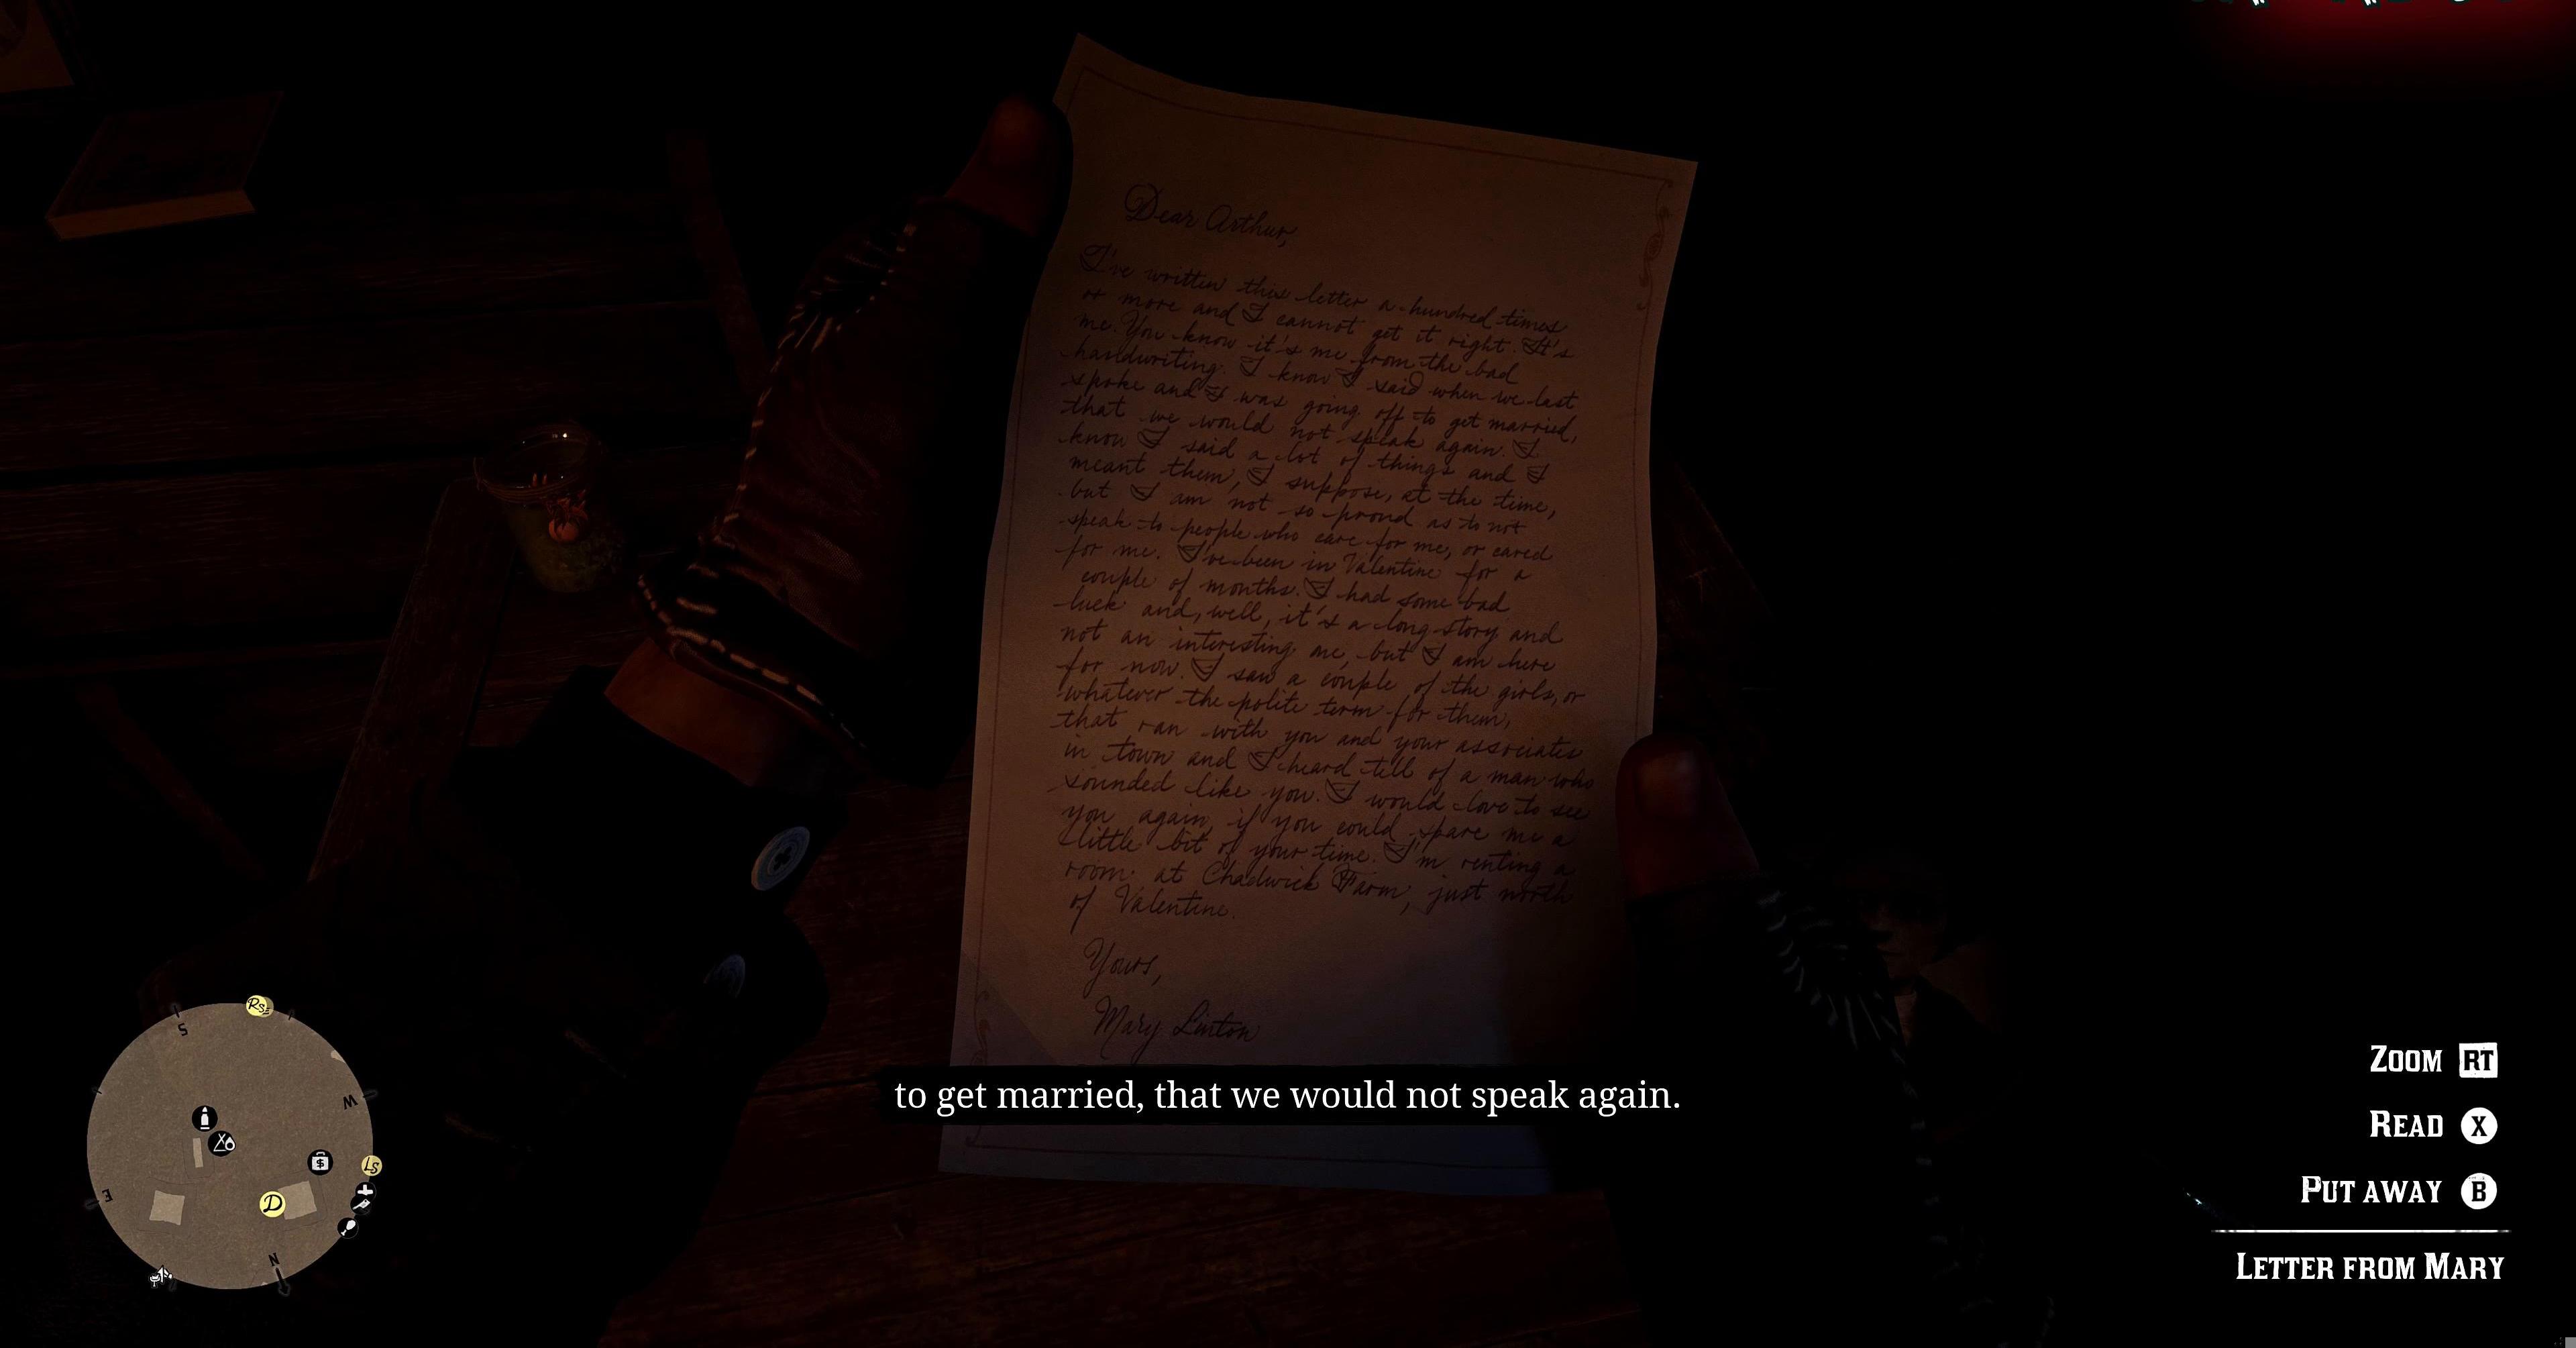 Dear Arthur,
I've written this letter a hundred times
or more and I cannot get it right. It's
me. You know it's me from the bad
handwriting. I know I said when we last
spoke and I was going off to get married,
that we would not speak again. I
know I said a lot of things and I
meant them, I suppose, at the time,
but I am not so proud as to not
speak to people who care for me, or cared
for me. I've been in Valentine for a
couple of months. I had some bad
luck and, well, it's a long story and
not an interesting one, but I am here
for now. I saw a couple of the girls, or
whatever the polite term for them,
that ran with you and your associates
in town and I heard tell of a man who
sounded like you. I would love to see
you again, if you could spare me a
little bit of your time. I'm renting a
room at Chadwick Farm, just north
of Valentine.
Yours,
Mary Linton
to get married, that we would not speak again.
RS
S
W
LS
E
D
N
ZOOM RT
READ X
PUT AWAY B
LETTER FROM MARY